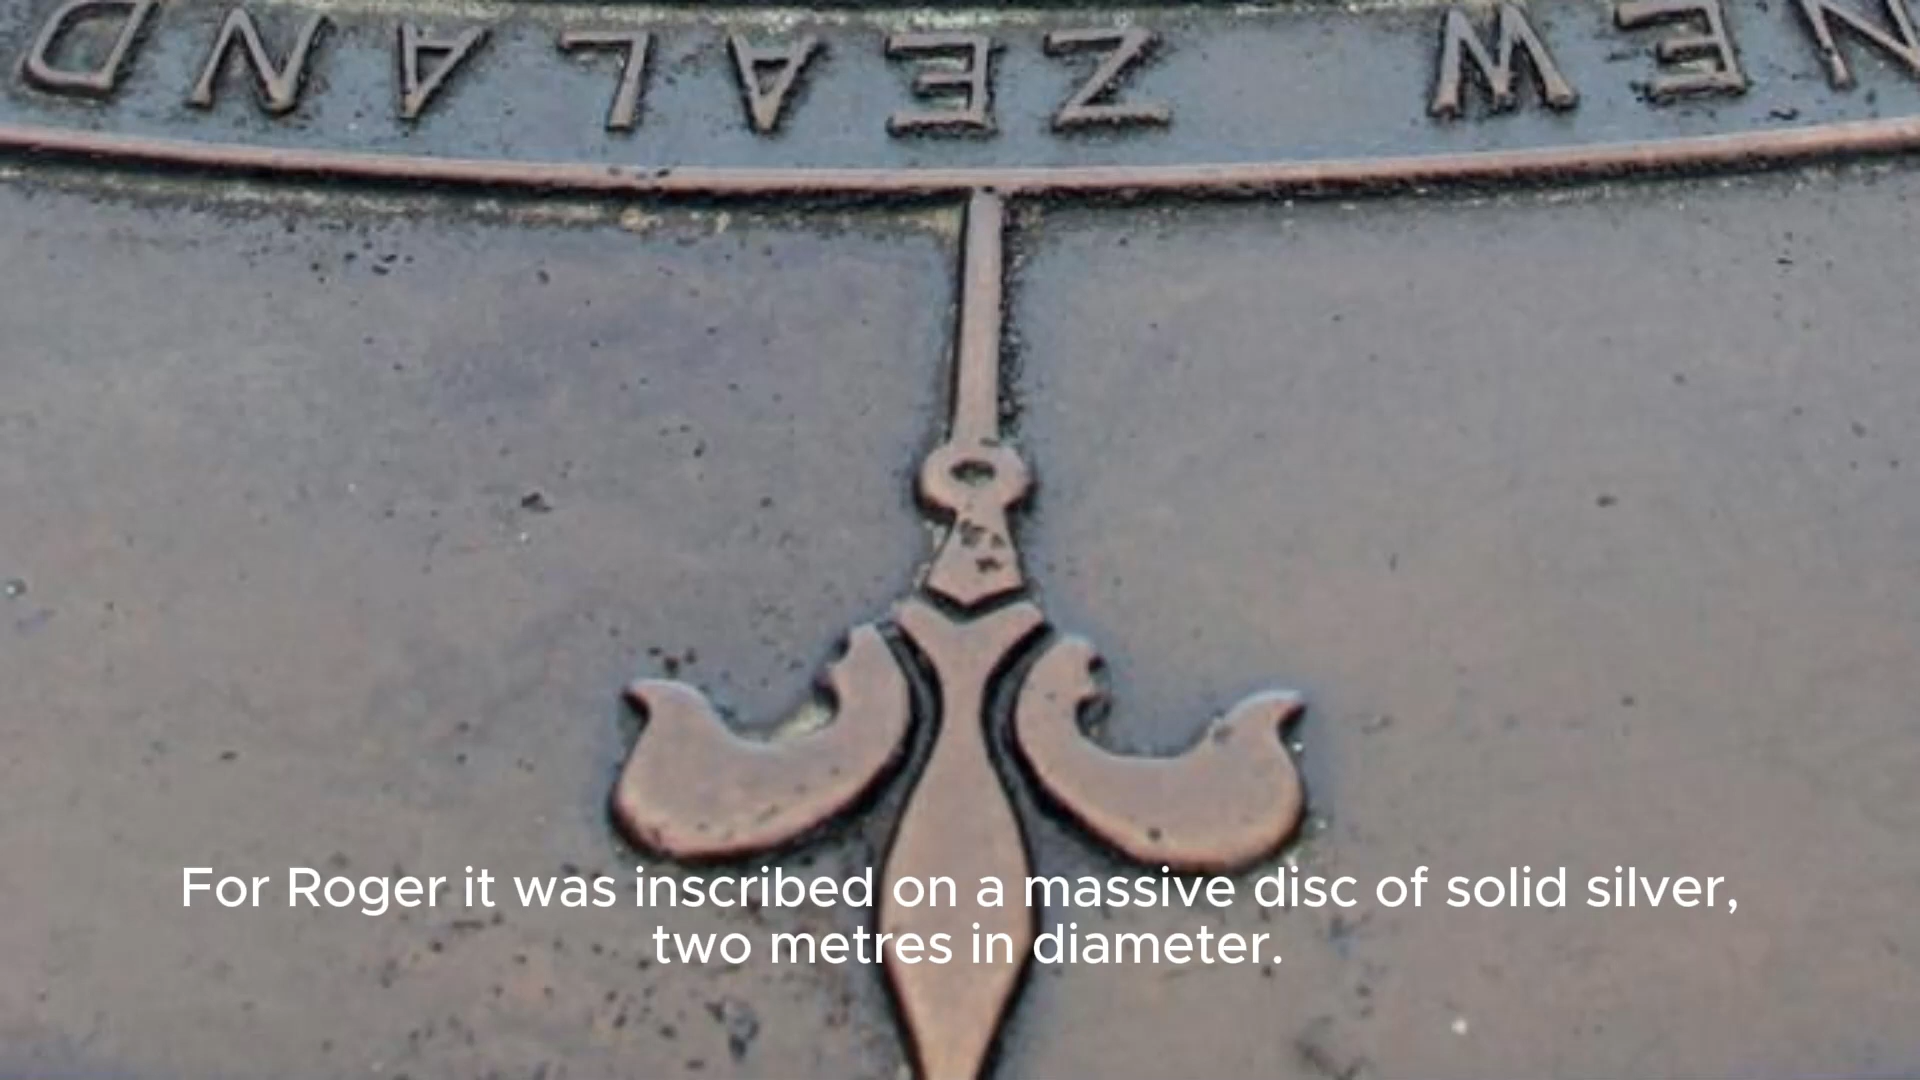 NEW ZEALAND
For Roger it was inscribed on a massive disc of solid silver,
two metres in diameter.